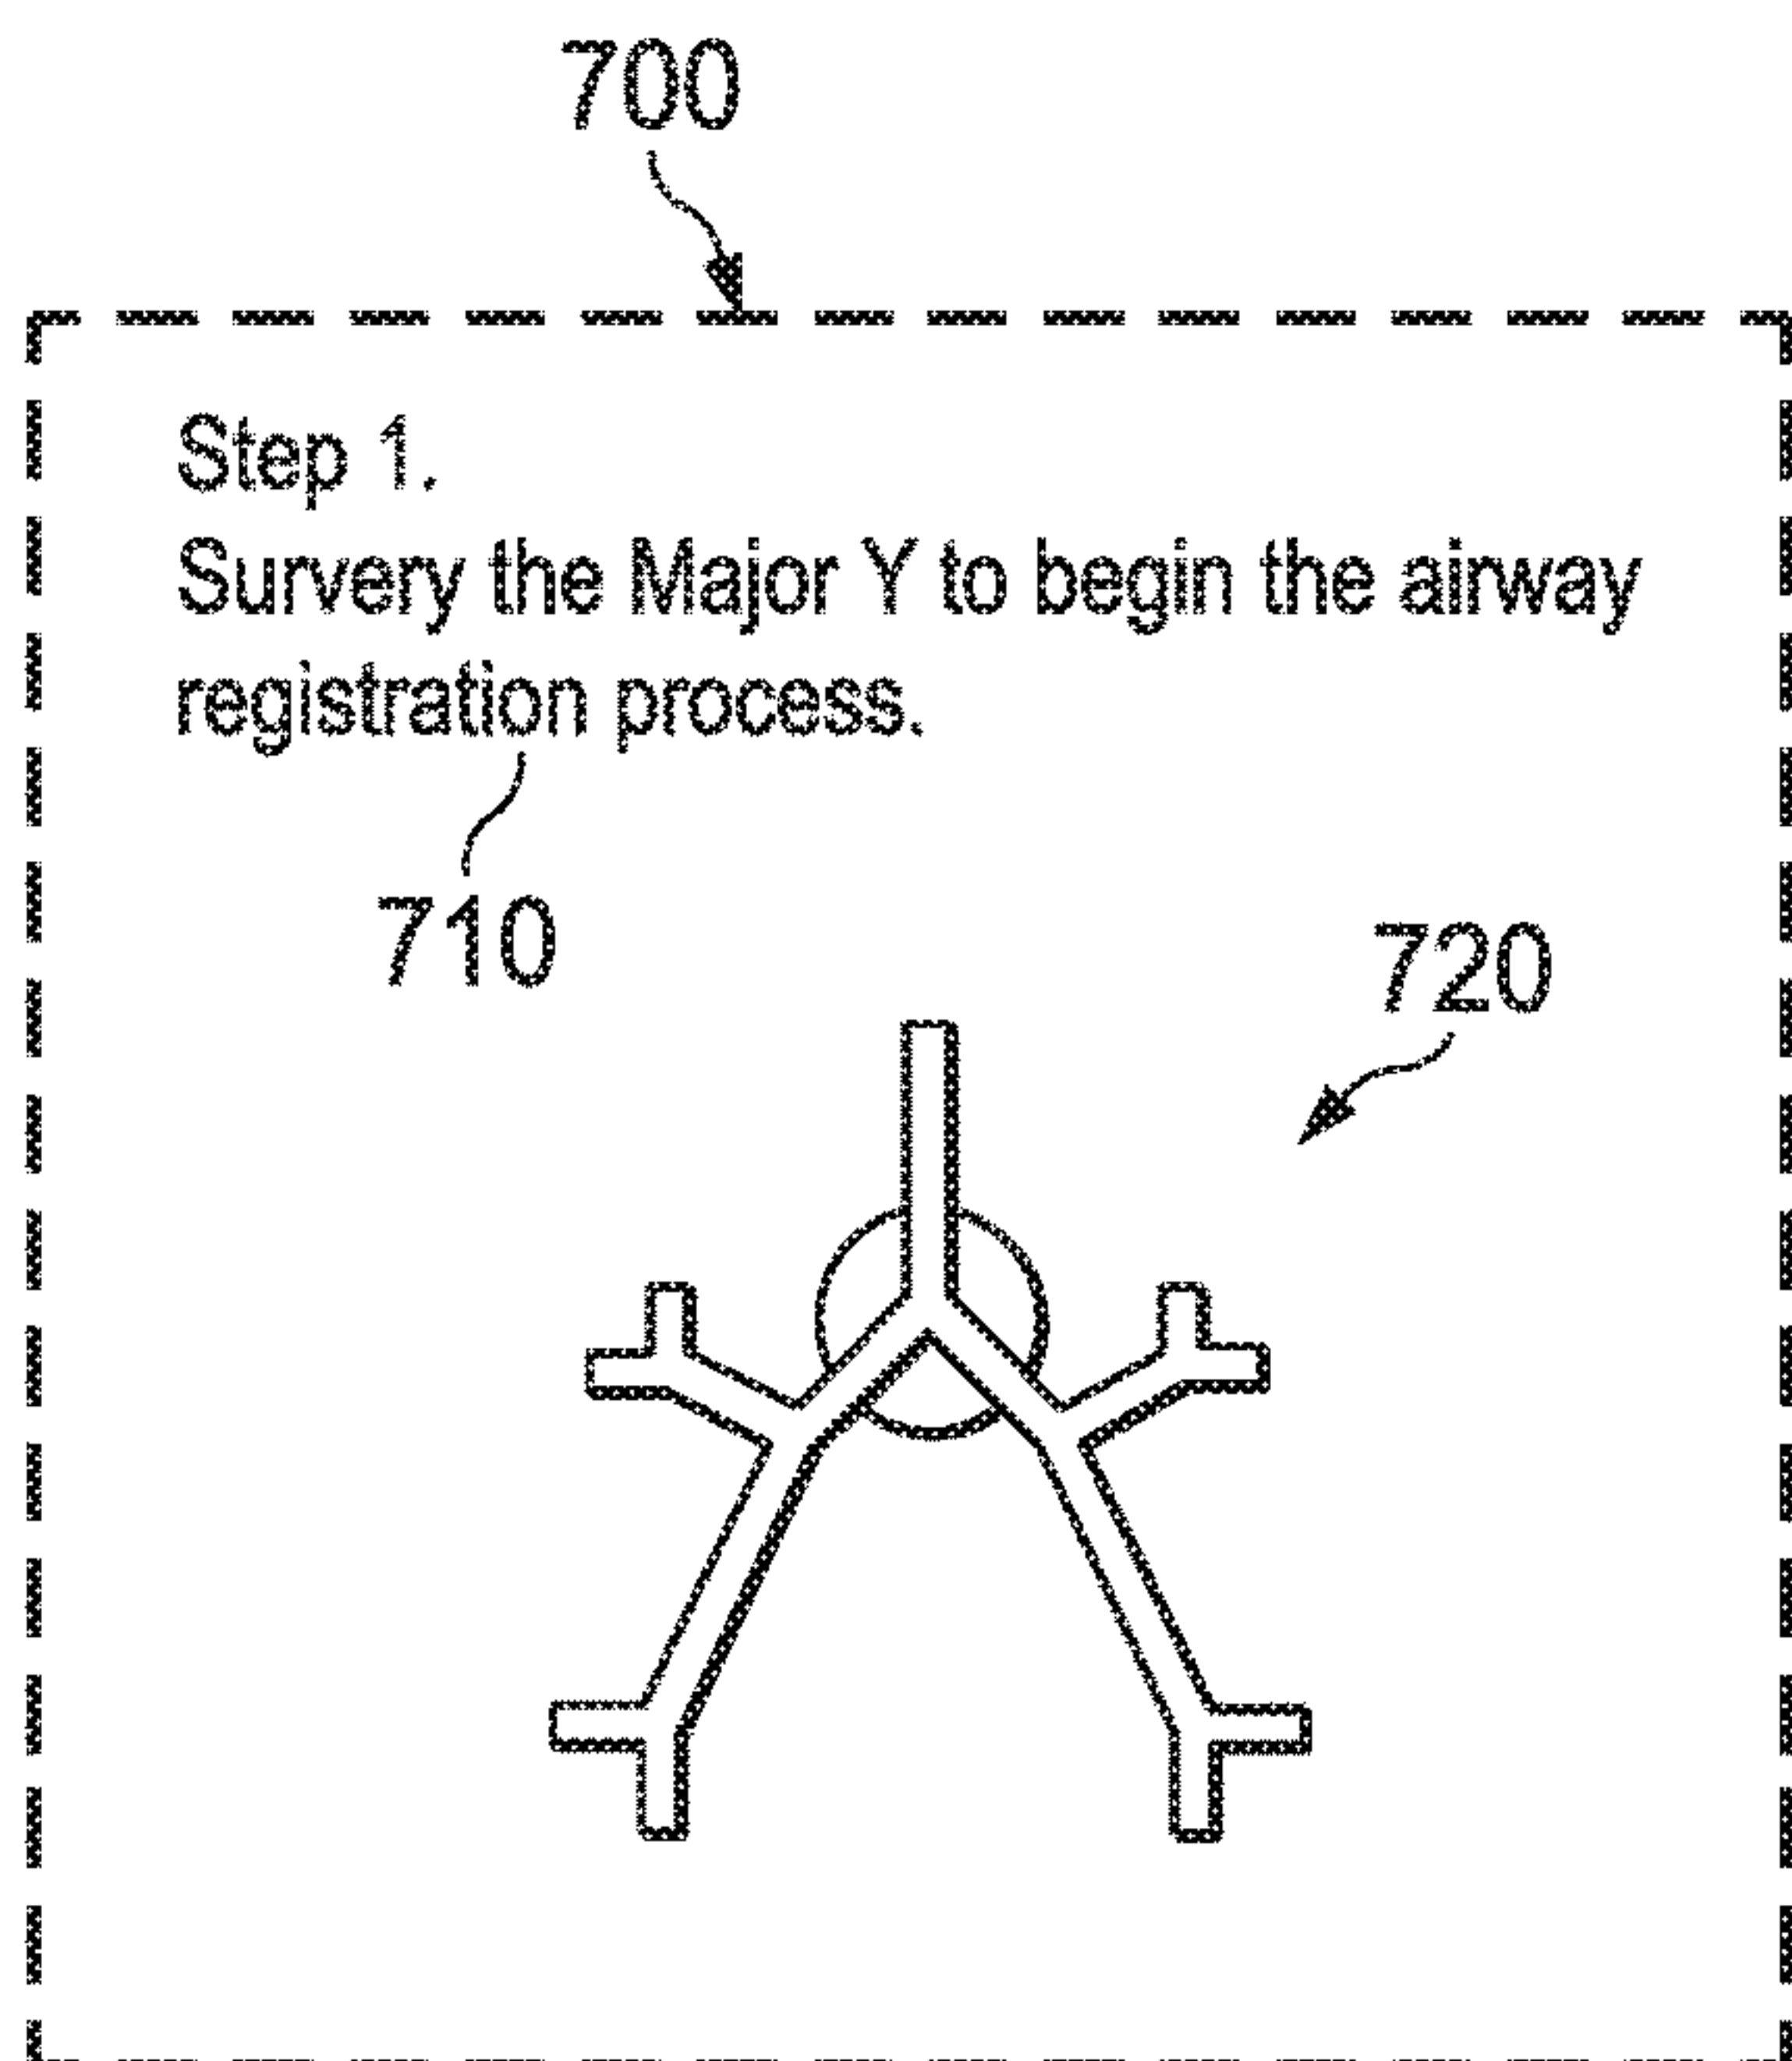 700
Step 1.
Survery the Major Y to begin the airway
registration process.
710
720